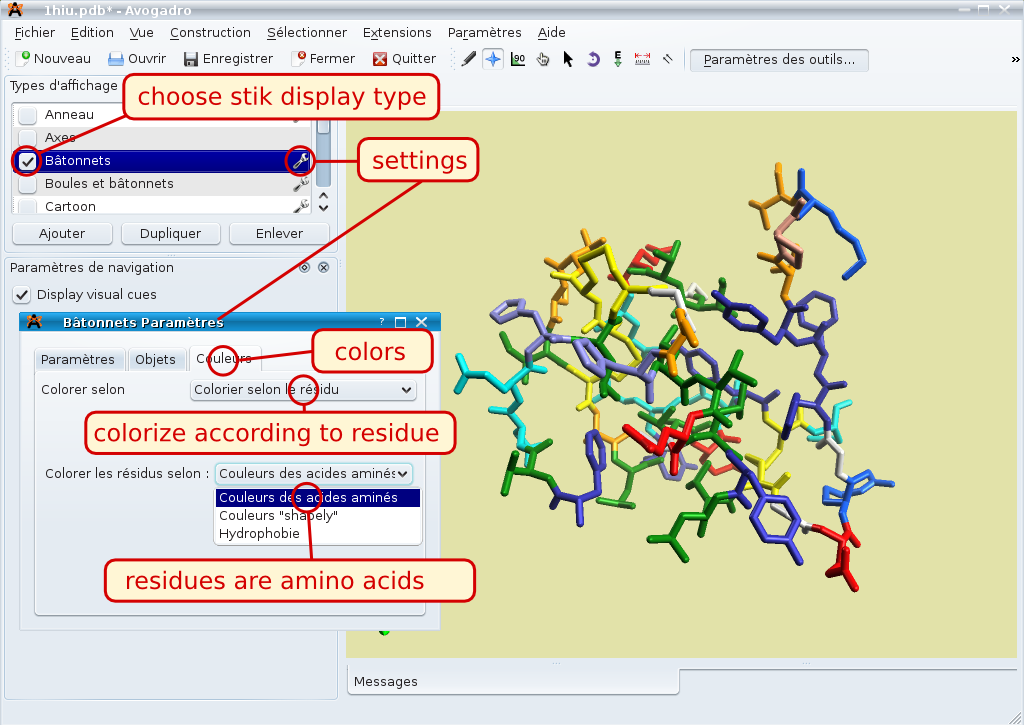 1hiu.pdb* - Avogadro
Fichier Edition Vue Construction Sélectionner Extensions Paramètres Aide
Nouveau Ouvrir Enregistrer Fermer Quitter 90 E Paramètres des outils... »
Types d'affichage
choose stik display type
Anneau
Axes
Bâtonnets
settings
Boules et bâtonnets
Cartoon
Ajouter Dupliquer Enlever
Paramètres de navigation
Display visual cues
Bâtonnets Paramètres ?
Paramètres Objets Couleurs
colors
Colorer selon Colorier selon le résidu
colorize according to residue
Colorer les résidus selon : Couleurs des acides aminés
Couleurs des acides aminés
Couleurs "shapely"
Hydrophobie
residues are amino acids
Messages